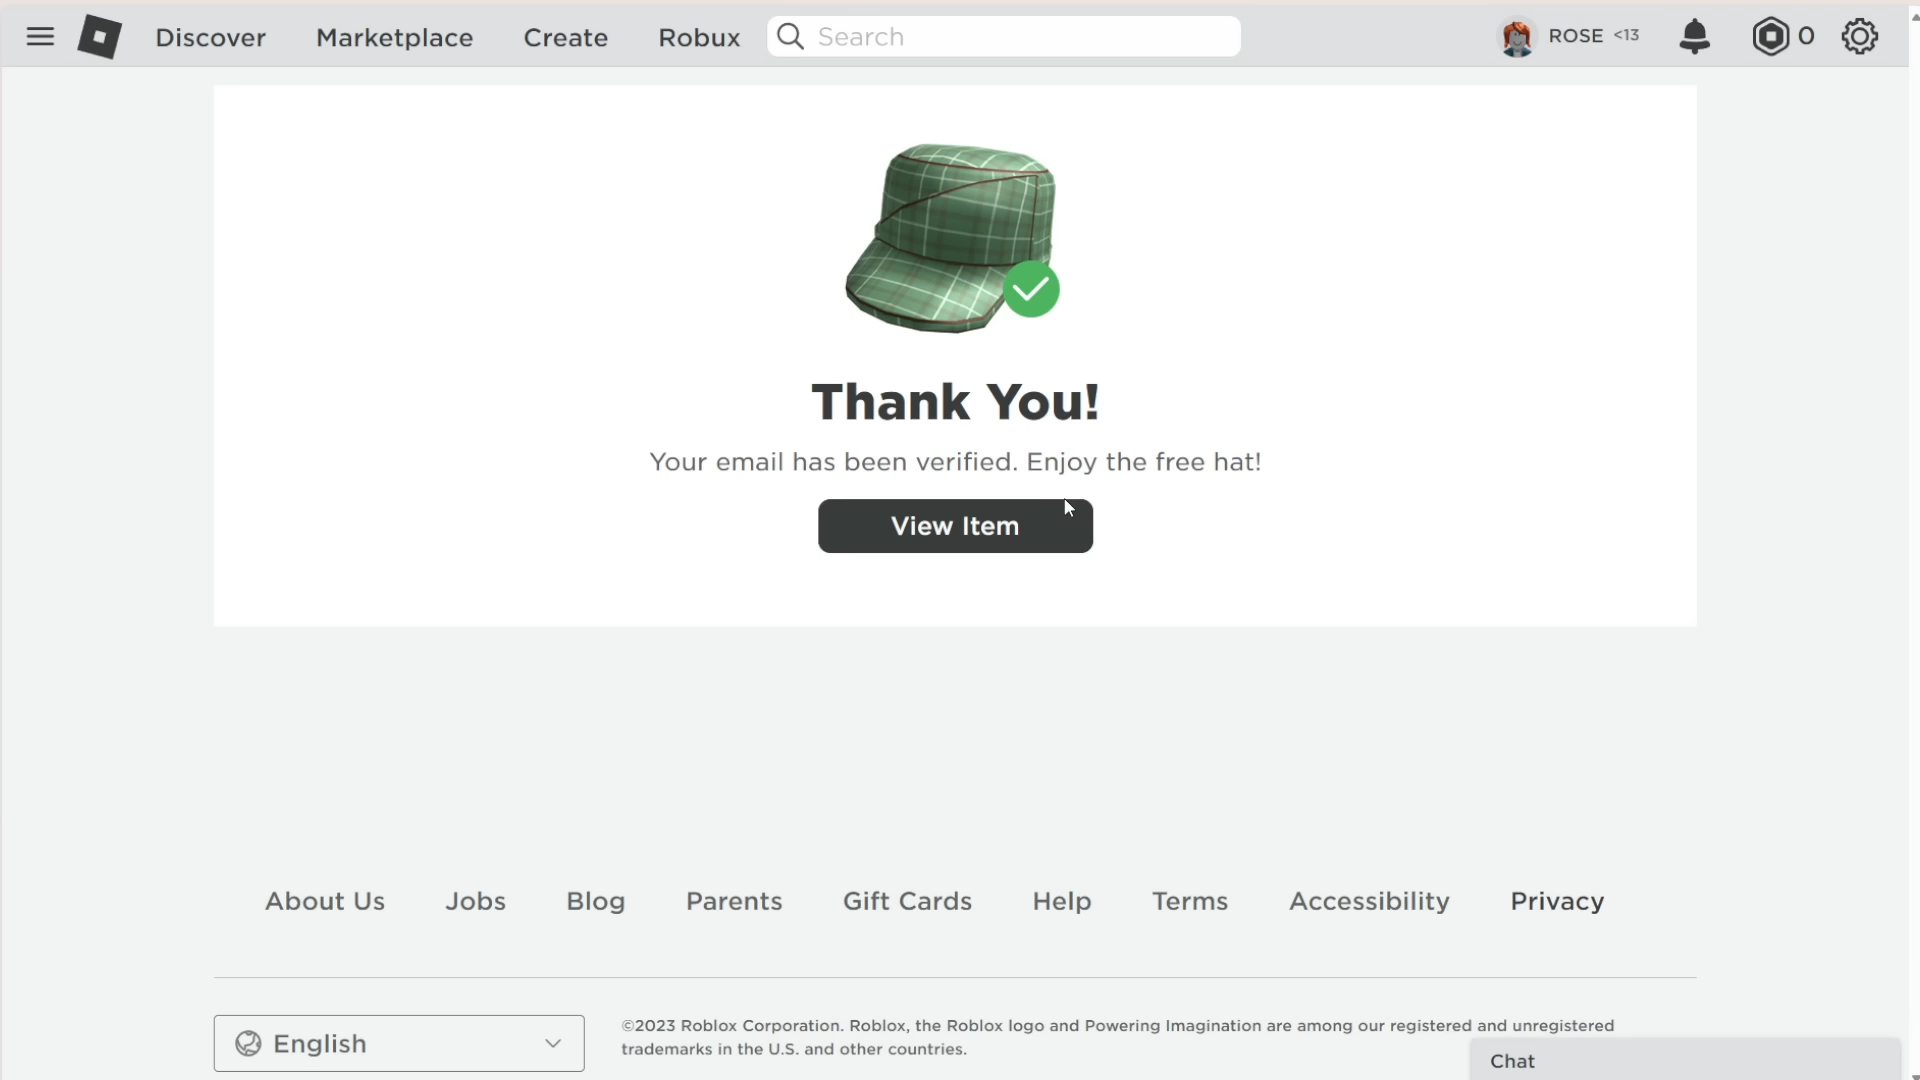 Discover Marketplace Create Robux Search ROSE <13 0
Thank You!
Your email has been verified. Enjoy the free hat!
View Item
About Us Jobs Blog Parents Gift Cards Help Terms Accessibility Privacy
English
©2023 Roblox Corporation. Roblox, the Roblox logo and Powering Imagination are among our registered and unregistered
trademarks in the U.S. and other countries.
Chat